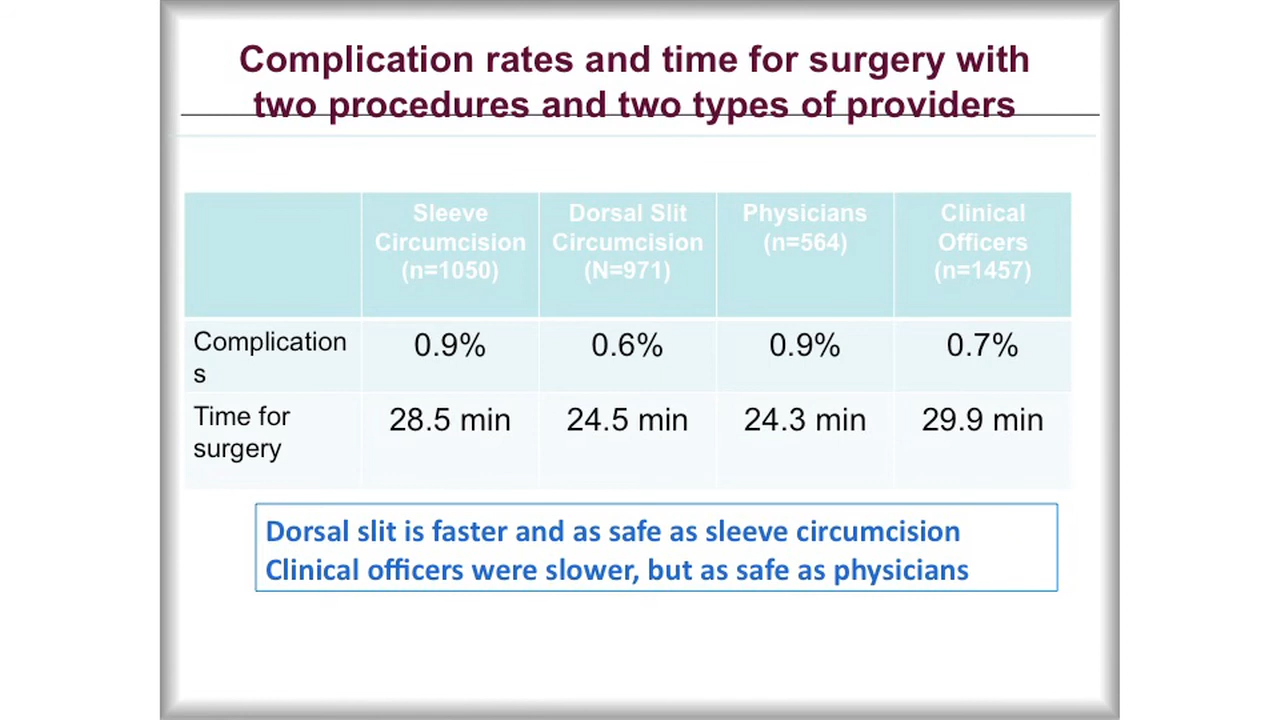 Complication rates and time for surgery with
two procedures and two types of providers
Sleeve
Circumcision
(n=1050)
Dorsal Slit
Circumcision
(N=971)
Physicians
(n=564)
Clinical
Officers
(n=1457)
Complication
s
0.9%
0.6%
0.9%
0.7%
Time for
surgery
28.5 min
24.5 min
24.3 min
29.9 min
Dorsal slit is faster and as safe as sleeve circumcision
Clinical officers were slower, but as safe as physicians